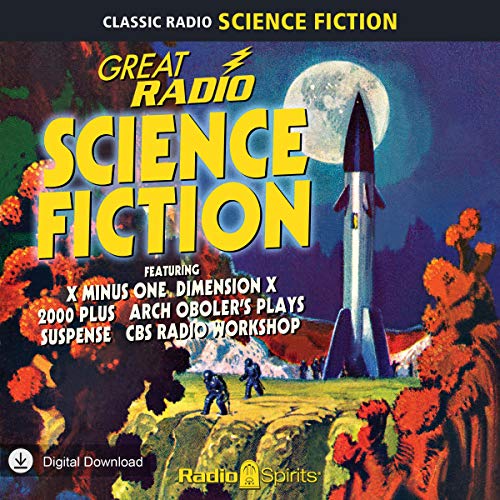 CLASSIC RADIO SCIENCE FICTION
GREAT
RADIO
SCIENCE
FICTION
FEATURING
X MINUS ONE, DIMENSION X
2000 PLUS ARCH OBOLER'S PLAYS
SUSPENSE CBS RADIO WORKSHOP
Digital Download
Radio Spirits®